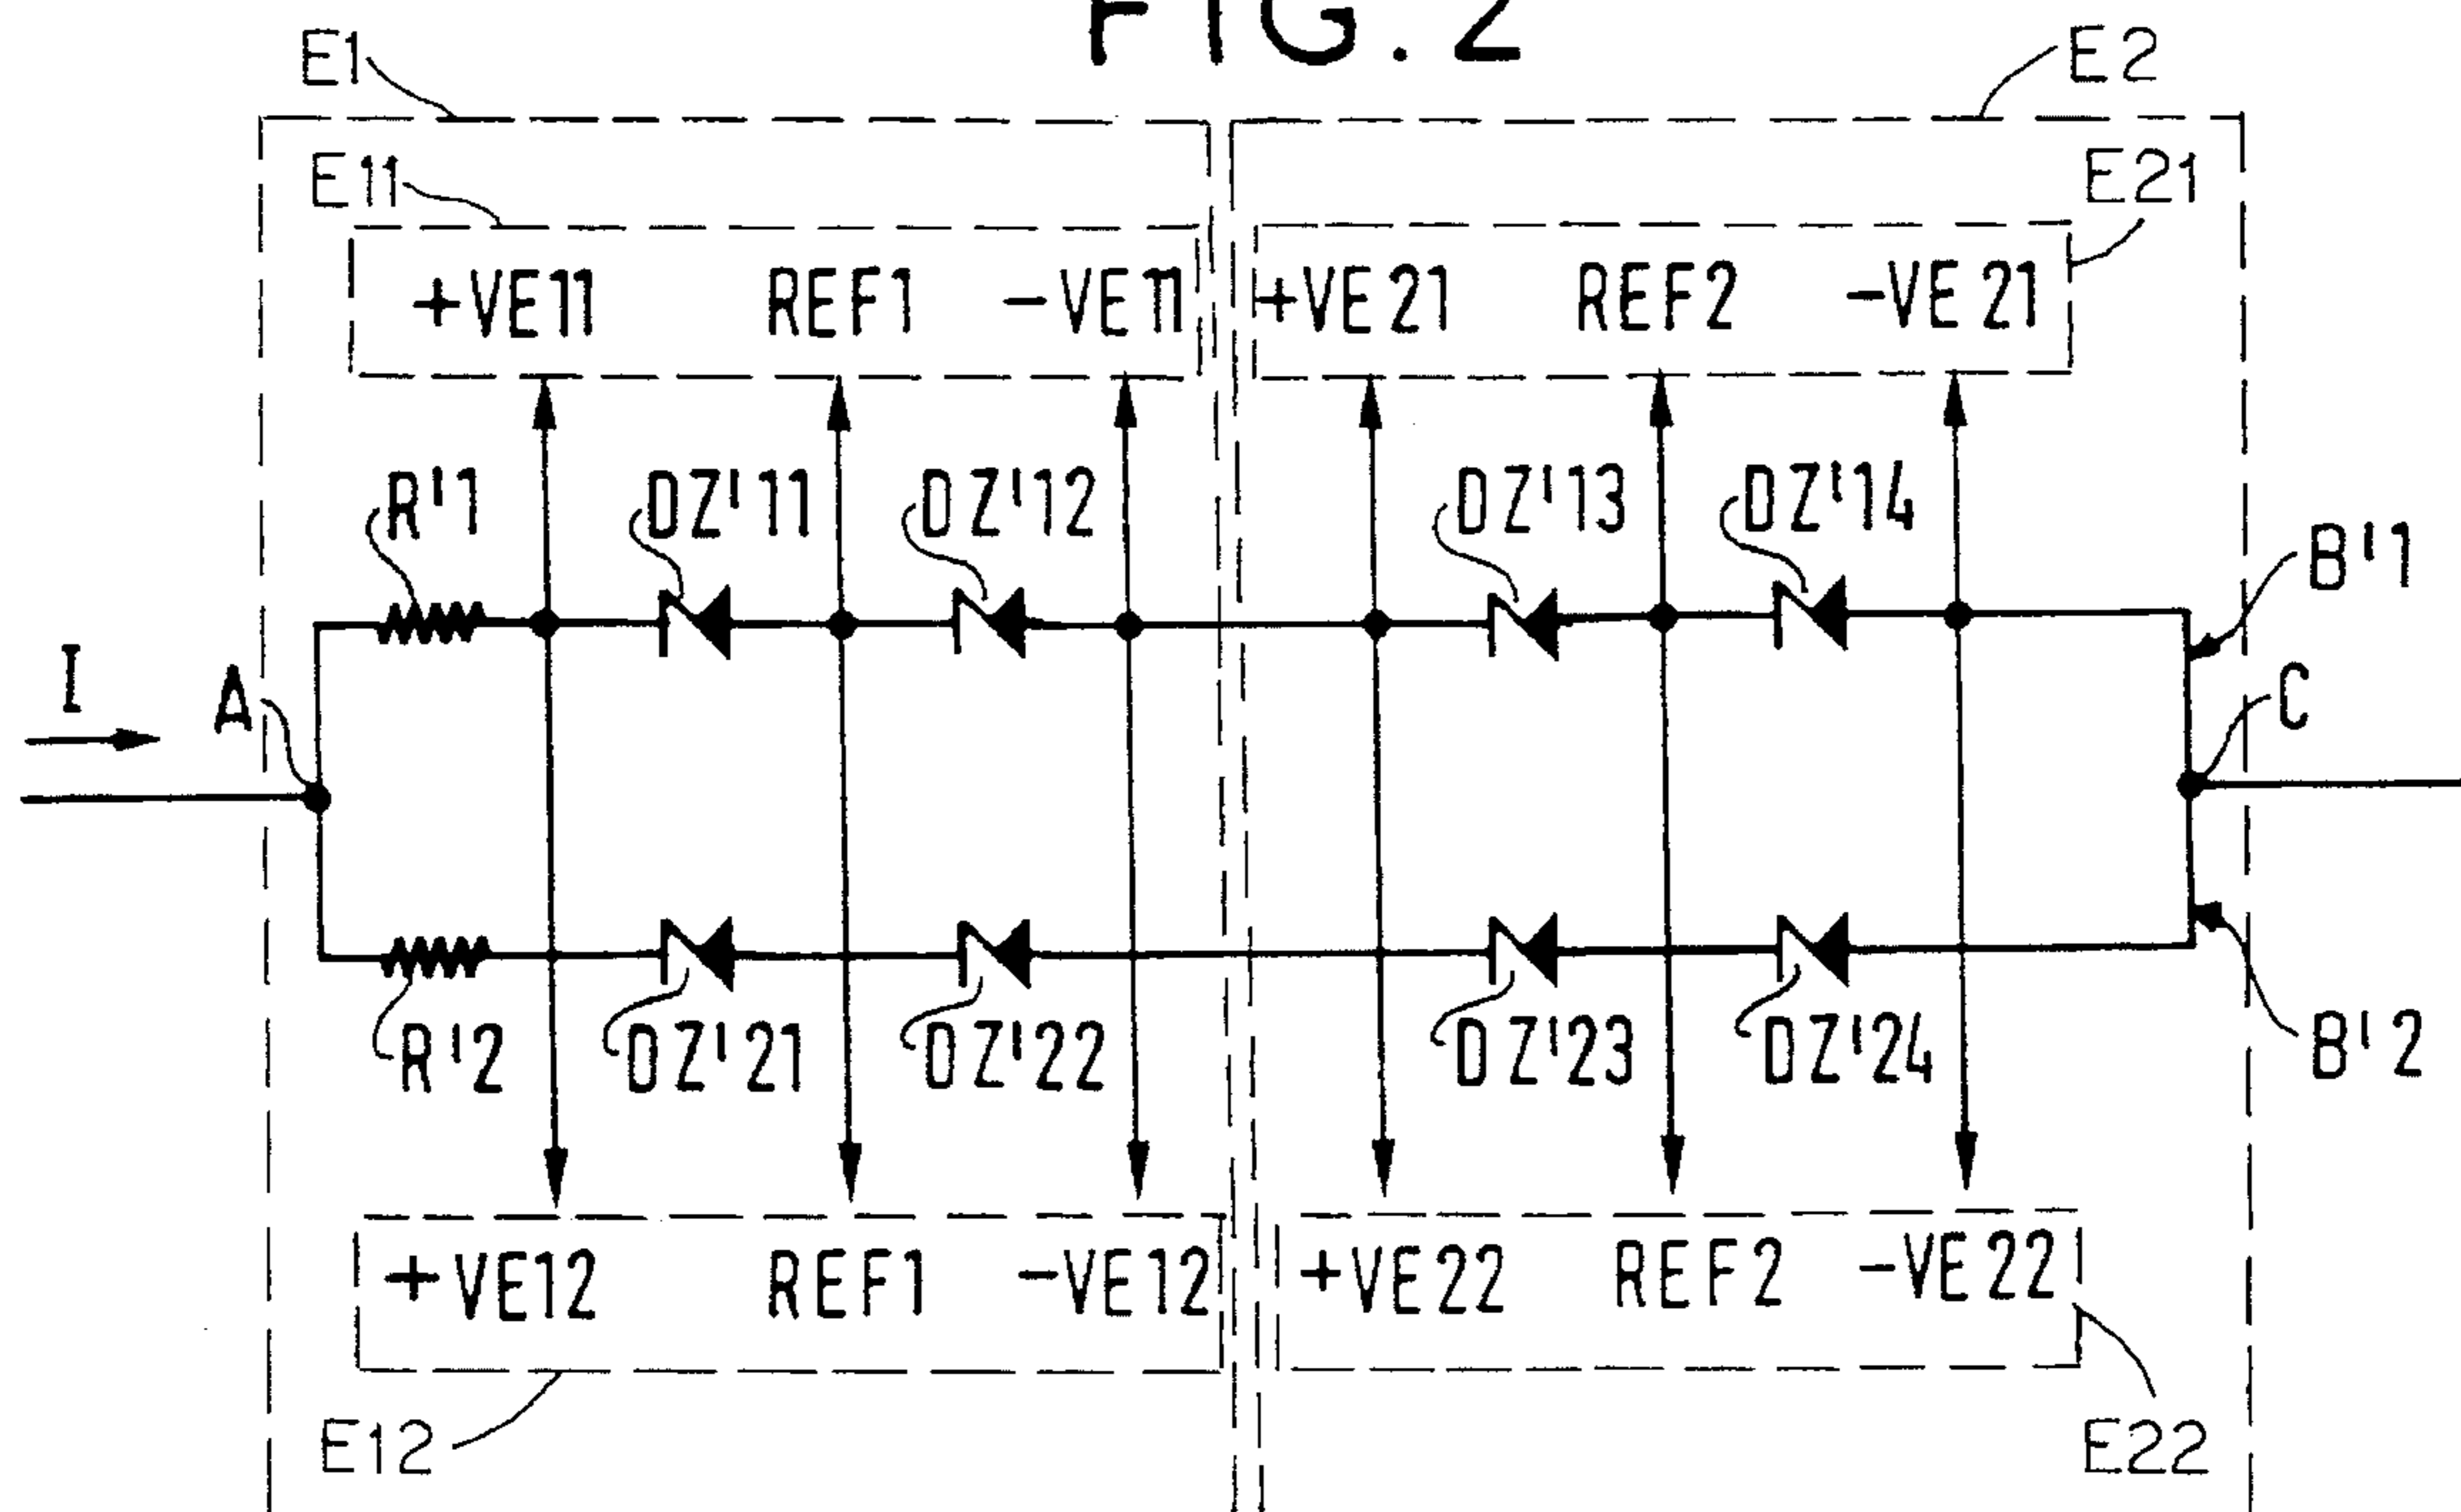 FIG. 2
E1
E2
E11
E21
+VE11 REF1 -VE11 +VE21 REF2 -VE21
R'1 DZ'11 DZ'12 DZ'13 DZ'14
B'1
I
A
C
R'2 DZ'21 DZ'22 DZ'23 DZ'24
B'2
+VE12 REF1 -VE12 +VE22 REF2 -VE22
E12
E22